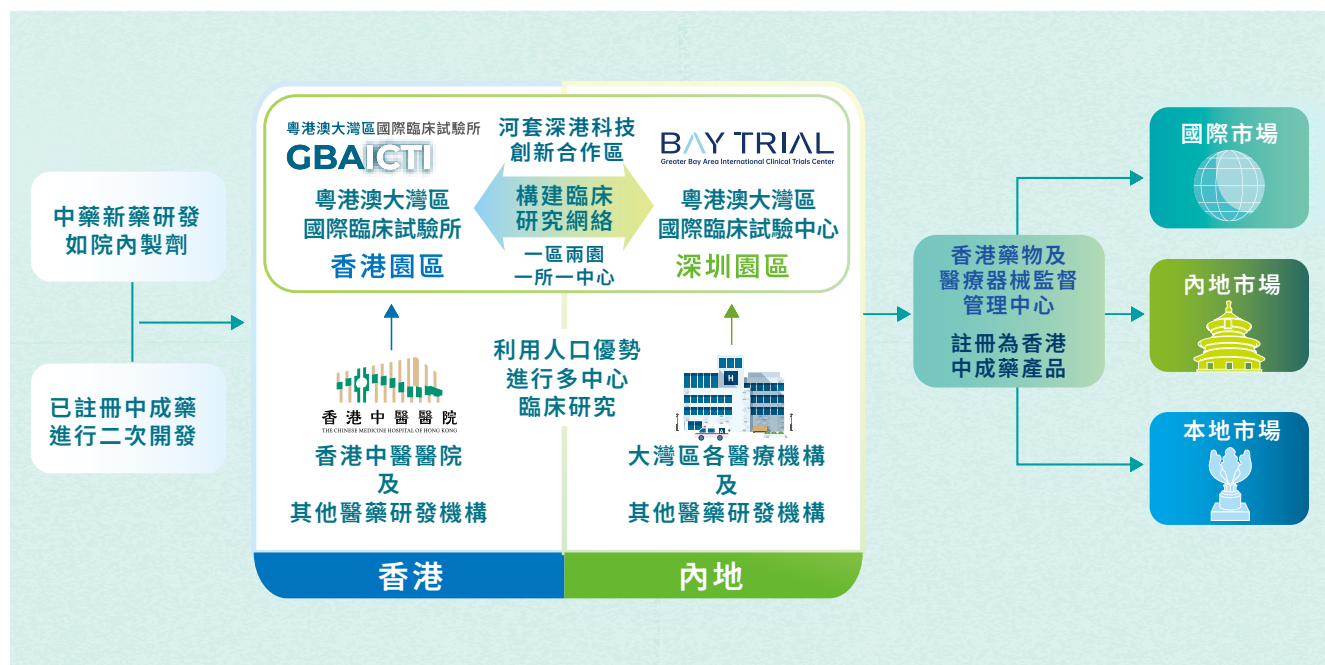 中藥新藥研發
如院內製劑
已註冊中成藥
進行二次開發
粵港澳大灣區國際臨床試驗所
GBAICTI
粵港澳大灣區
國際臨床試驗所
香港園區
河套深港科技
創新合作區
構建臨床
研究網絡
一區兩園
一所一中心
BAY TRIAL
Greater Bay Area International Clinical Trials Center
粵港澳大灣區
國際臨床試驗中心
深圳園區
香港中醫醫院
THE CHINESE MEDICINE HOSPITAL OF HONG KONG
香港中醫醫院
及
其他醫藥研發機構
利用人口優勢
進行多中心
臨床研究
H
大灣區各醫療機構
及
其他醫藥研發機構
香港
內地
香港藥物及
醫療器械監督
管理中心
註冊為香港
中成藥產品
國際市場
內地市場
本地市場